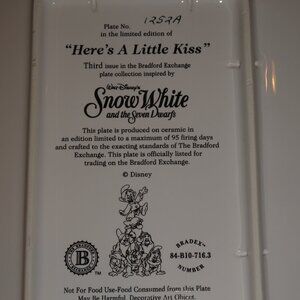 Plate No. 1252A
in the limited edition of
"Here's A Little Kiss"
Third issue in the Bradford Exchange
plate collection inspired by
Walt Disney's
Snow White
and the Seven Dwarfs
This plate is produced on ceramic in
an edition limited to a maximum of 95 firing days
and crafted to the exacting standards of The Bradford
Exchange. This plate is officially listed for
trading on the Bradford Exchange.
© Disney
B
TM
BRADEX™
84-B10-716.3
NUMBER
Not For Food Use-Food Consumed from this Plate
May Be Harmful. Decorative Art Object.